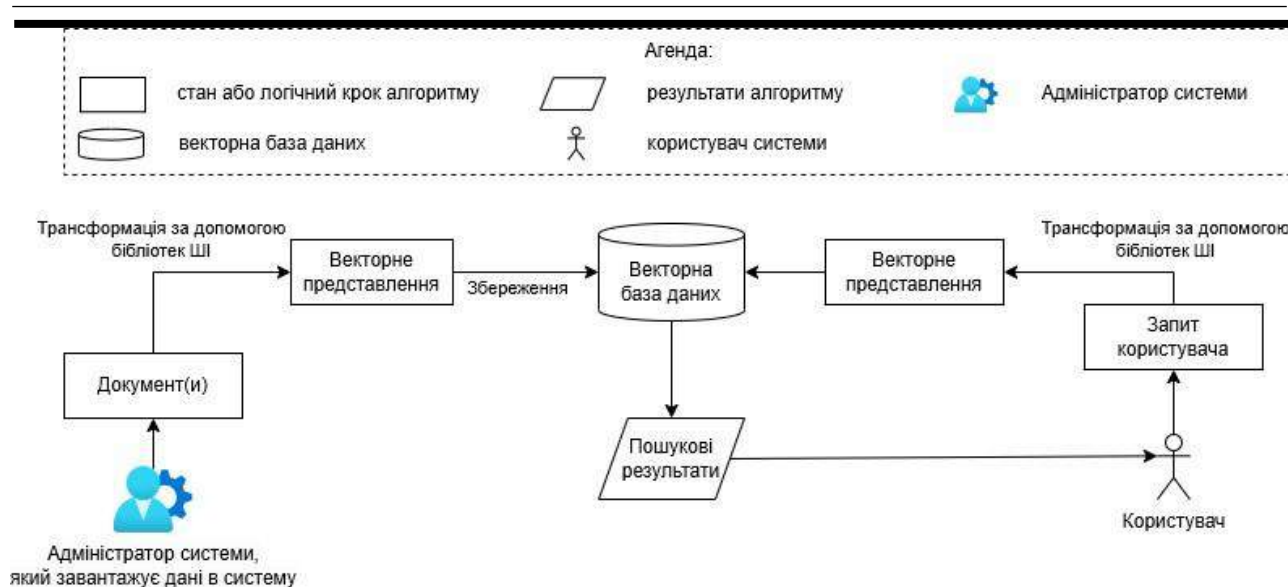 Агенда:
стан або логічний крок алгоритму
результати алгоритму
Адміністратор системи
векторна база даних
користувач системи
Трансформація за допомогою
бібліотек ШІ
Векторне
представлення
Збереження
Векторна
база даних
Векторне
представлення
Трансформація за допомогою
бібліотек ШІ
Запит
користувача
Документ(и)
Пошукові
результати
Користувач
Адміністратор системи,
який завантажує дані в систему